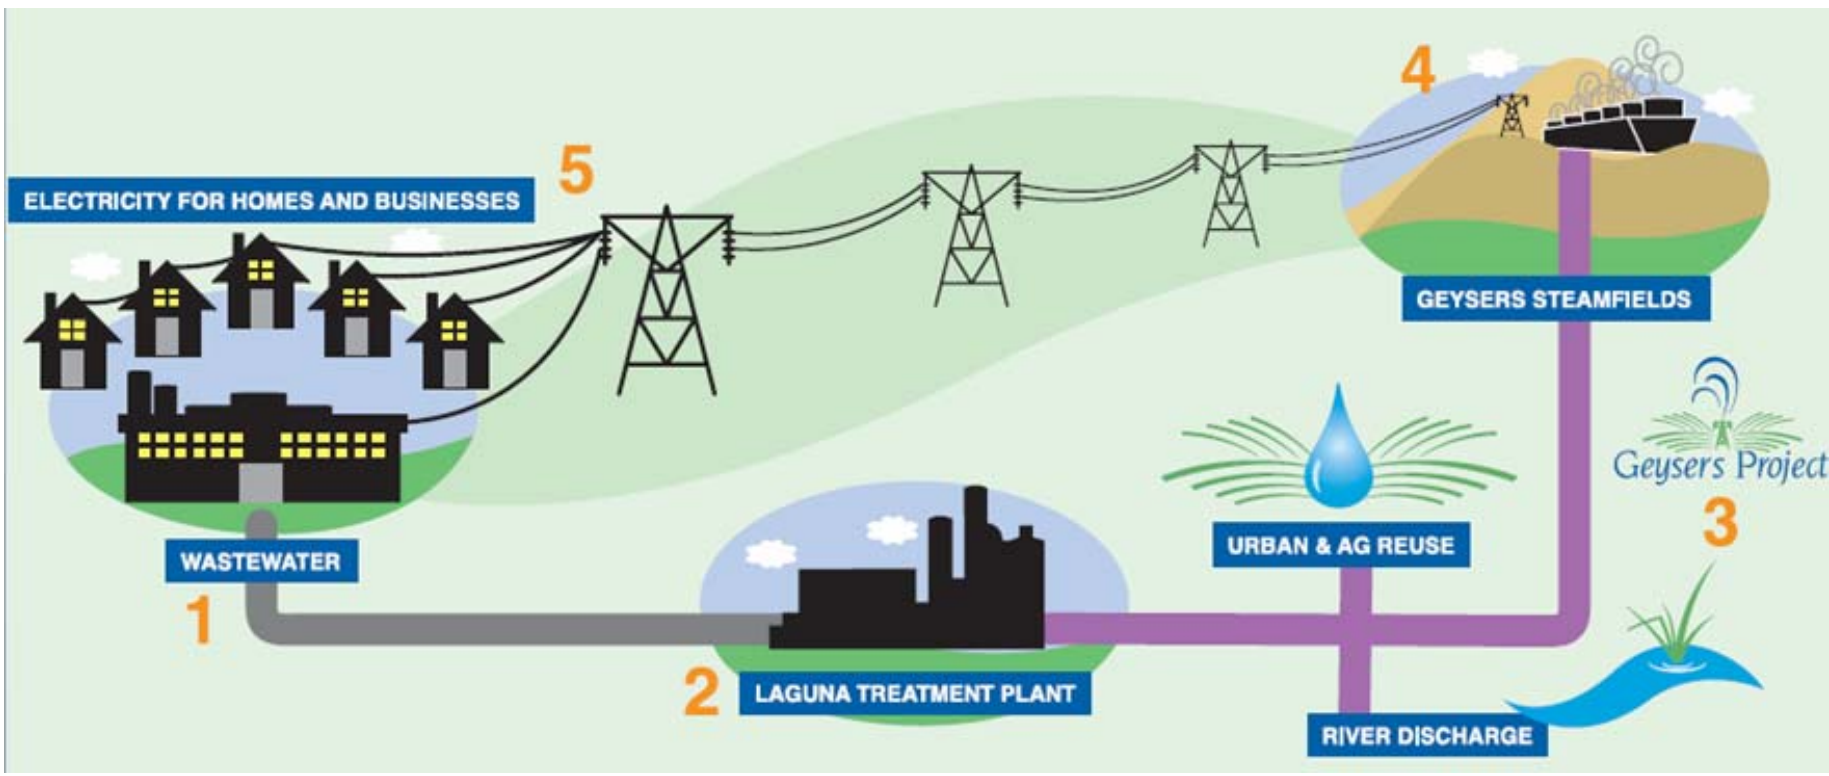 4
5
ELECTRICITY FOR HOMES AND BUSINESSES
GEYSERS STEAMFIELDS
Geysers Project
3
URBAN & AG REUSE
WASTEWATER
1
2
LAGUNA TREATMENT PLANT
RIVER DISCHARGE